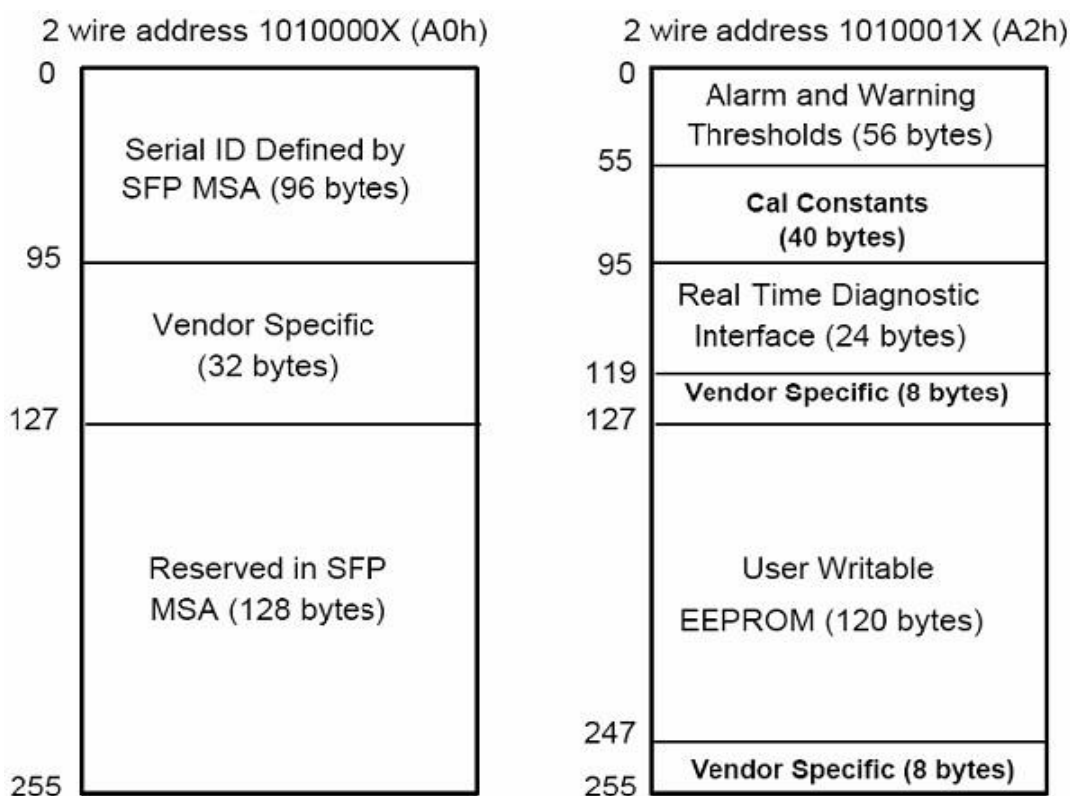 2 wire address 1010000X (A0h)
0
Serial ID Defined by
SFP MSA (96 bytes)
95
Vendor Specific
(32 bytes)
127
Reserved in SFP
MSA (128 bytes)
255
2 wire address 1010001X (A2h)
0
Alarm and Warning
Thresholds (56 bytes)
55
Cal Constants
(40 bytes)
95
Real Time Diagnostic
Interface (24 bytes)
119
Vendor Specific (8 bytes)
127
User Writable
EEPROM (120 bytes)
247
Vendor Specific (8 bytes)
255